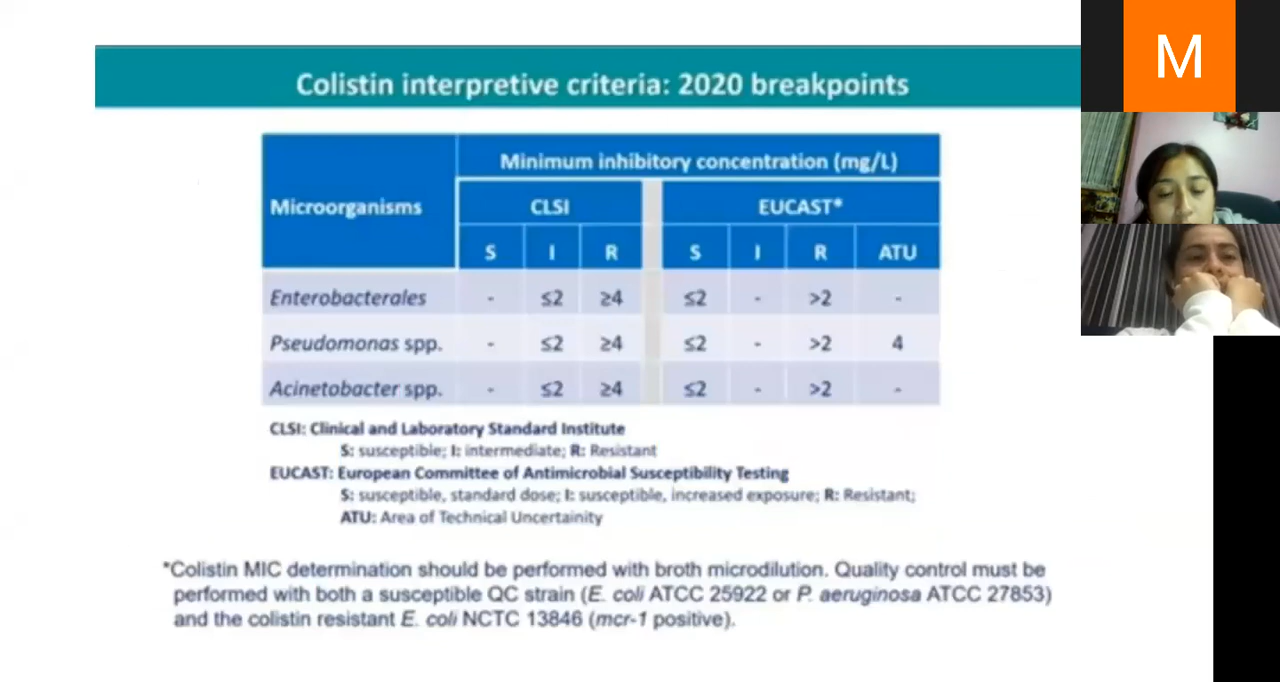 Colistin interpretive criteria: 2020 breakpoints
Microorganisms
Minimum inhibitory concentration (mg/L)
CLSI EUCAST*
S I R S I R ATU
Enterobacterales - ≤2 ≥4 ≤2 - >2 -
Pseudomonas spp. - ≤2 ≥4 ≤2 - >2 4
Acinetobacter spp. - ≤2 ≥4 ≤2 - >2 -
CLSI: Clinical and Laboratory Standard Institute
S: susceptible; I: intermediate; R: Resistant
EUCAST: European Committee of Antimicrobial Susceptibility Testing
S: susceptible, standard dose; I: susceptible, increased exposure; R: Resistant;
ATU: Area of Technical Uncertainity
*Colistin MIC determination should be performed with broth microdilution. Quality control must be
performed with both a susceptible QC strain (E. coli ATCC 25922 or P. aeruginosa ATCC 27853)
and the colistin resistant E. coli NCTC 13846 (mcr-1 positive).
M